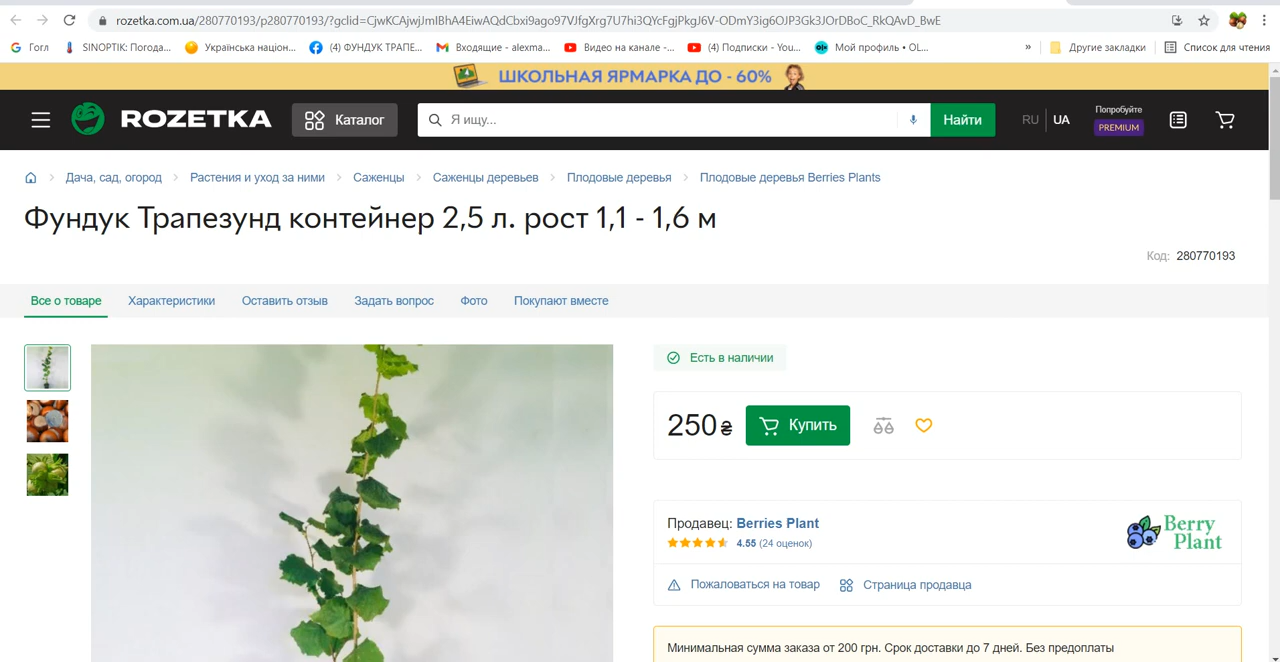 rozetka.com.ua/280770193/p280770193/?gclid=CjwKCAjwjJmIBhA4EiwAQdCbxi9ago97VJfgXrg7U7hi3QYcFgjPkgJ6V-ODmY3ig6OJP3Gk3JOrDBoC_RkQAvD_BwE
Гогл SINOPTIK: Погода... Українська націон... (4) ФУНДУК ТРАПЕ... Входящие - alexma... Видео на канале -... (4) Подписки - You... Мой профиль • OL... » Другие закладки Список для чтения
ШКОЛЬНАЯ ЯРМАРКА ДО - 60%
ROZETKA Каталог Я ищу... Найти RU UA Попробуйте PREMIUM
Дача, сад, огород Растения и уход за ними Саженцы Саженцы деревьев Плодовые деревья Плодовые деревья Berries Plants
Фундук Трапезунд контейнер 2,5 л. рост 1,1 - 1,6 м
Код: 280770193
Все о товаре Характеристики Оставить отзыв Задать вопрос Фото Покупают вместе
Есть в наличии
250 ₴ Купить
Продавец: Berries Plant
4.55 (24 оценок)
Berry
Plant
Пожаловаться на товар Страница продавца
Минимальная сумма заказа от 200 грн. Срок доставки до 7 дней. Без предоплаты